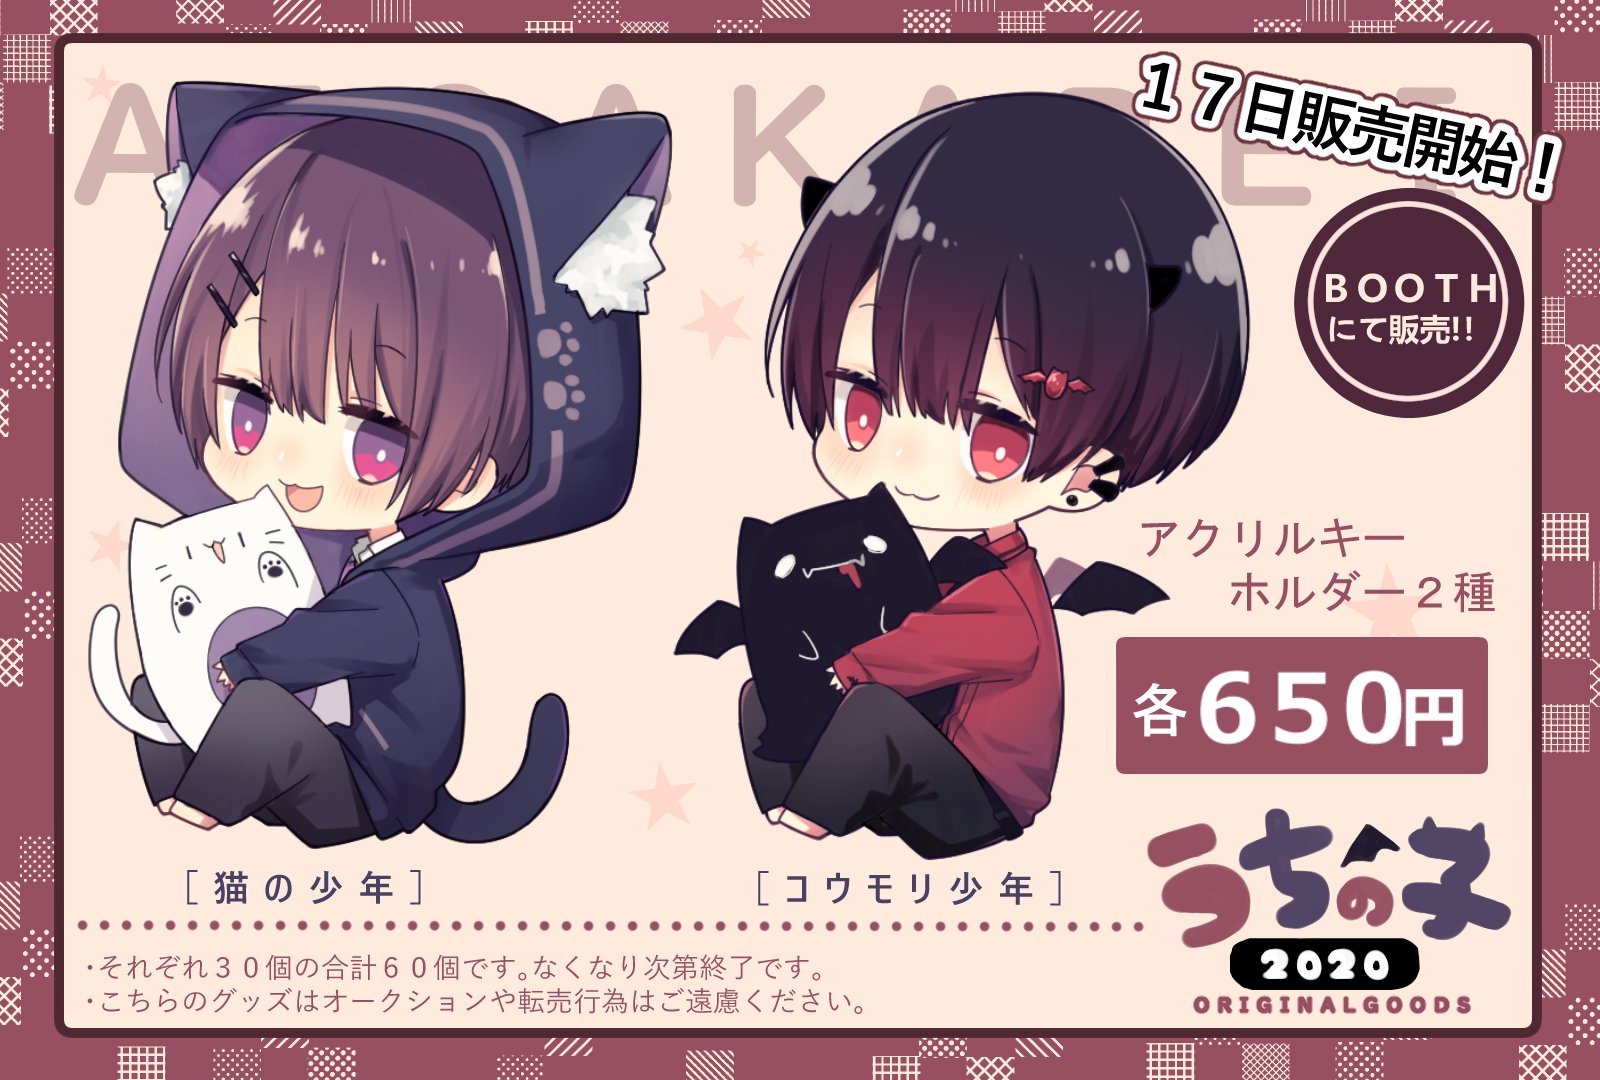 １７日販売開始！
BOOTH
にて販売!!
アクリルキー
ホルダー２種
各650円
[ 猫の少年 ]
[ コウモリ少年 ]
うちの子
2020
ORIGINALGOODS
・それぞれ３０個の合計６０個です。なくなり次第終了です。
・こちらのグッズはオークションや転売行為はご遠慮ください。